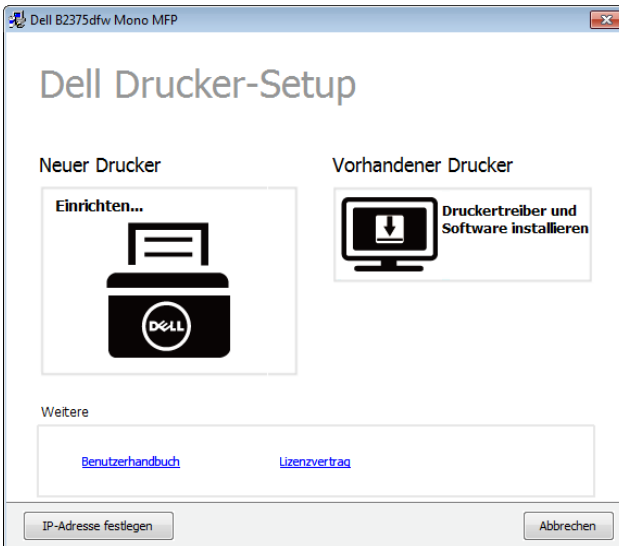 Dell B2375dfw Mono MFP
Dell Drucker-Setup
Neuer Drucker
Einrichten...
DELL
Vorhandener Drucker
Druckertreiber und
Software installieren
Weitere
Benutzerhandbuch
Lizenzvertrag
IP-Adresse festlegen
Abbrechen